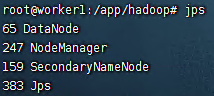 root@worker1:/app/hadoop# jps
65 DataNode
247 NodeManager
159 SecondaryNameNode
383 Jps